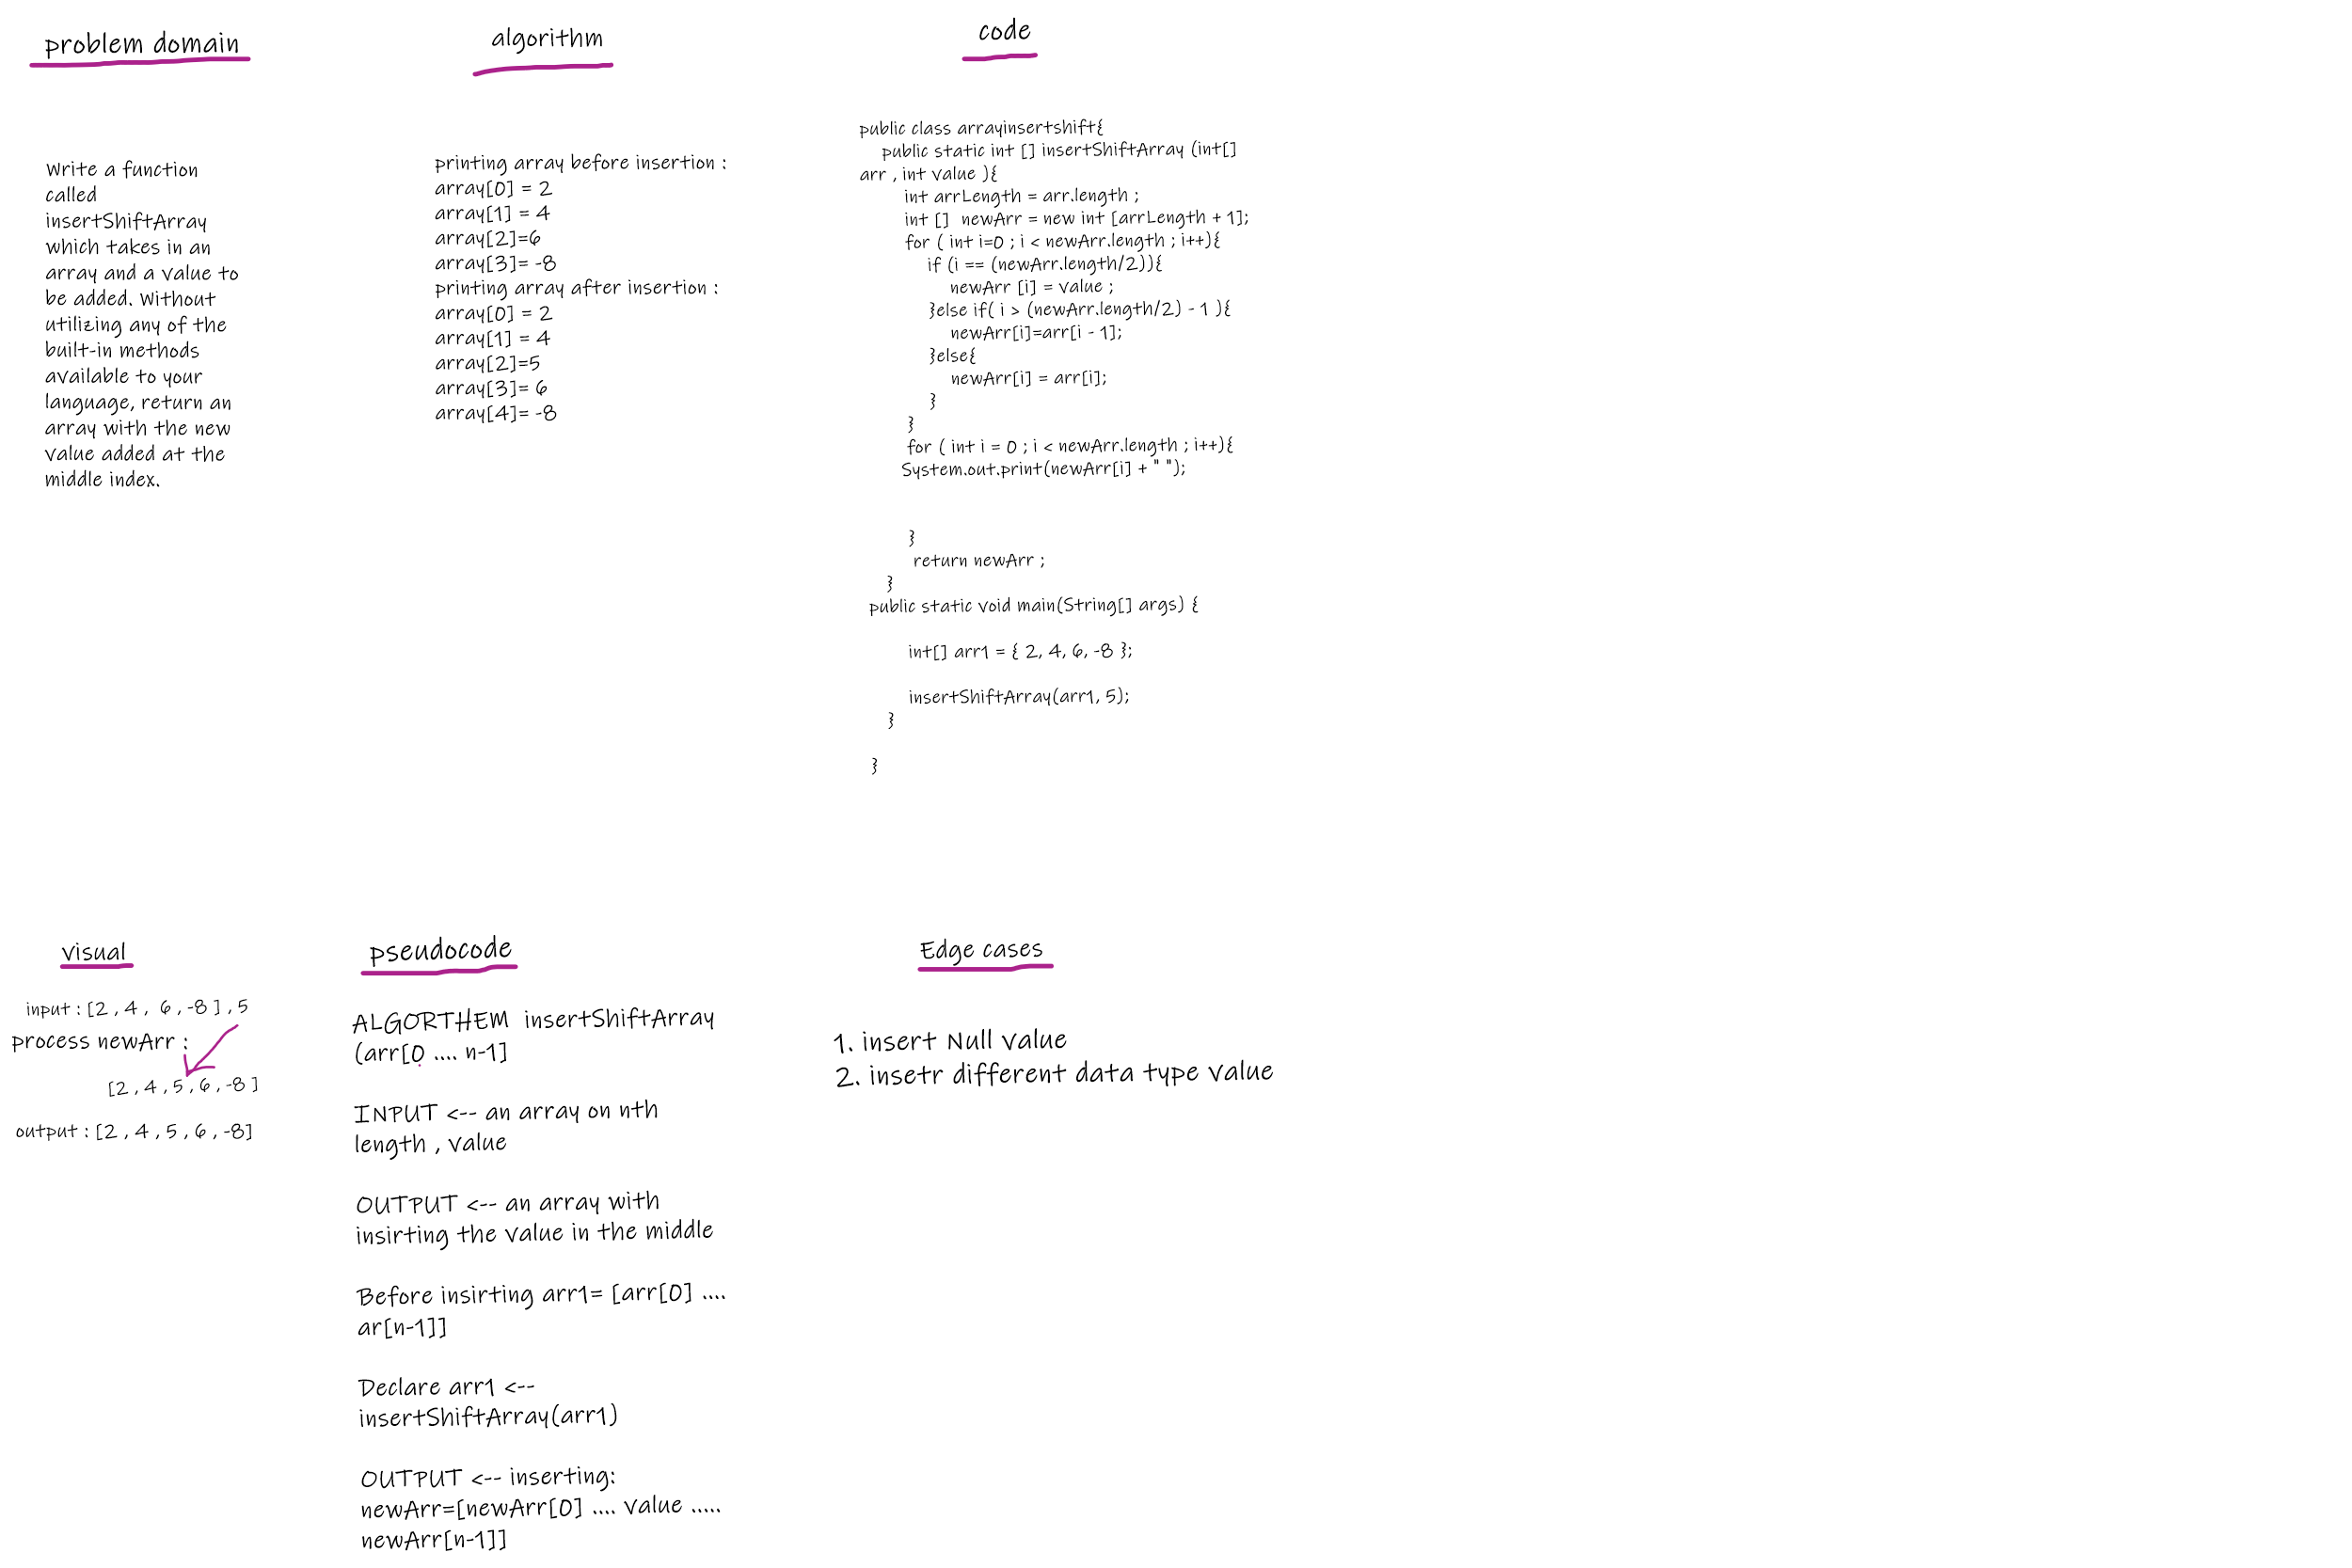 problem domain
Write a function
called
insertShiftArray
which takes in an
array and a value to
be added. Without
utilizing any of the
built-in methods
available to your
language, return an
array with the new
value added at the
middle index.
algorithm
printing array before insertion :
array[0] = 2
array[1] = 4
array[2]=6
array[3]= -8
printing array after insertion :
array[0] = 2
array[1] = 4
array[2]=5
array[3]= 6
array[4]= -8
code
public class arrayinsertshift{
public static int [] insertShiftArray (int[]
arr , int value ){
int arrLength = arr.length ;
int [] newArr = new int [arrLength + 1];
for ( int i=0 ; i < newArr.length ; i++){
if (i == (newArr.length/2)){
newArr [i] = value ;
}else if( i > (newArr.length/2) - 1 ){
newArr[i]=arr[i - 1];
}else{
newArr[i] = arr[i];
}
}
for ( int i = 0 ; i < newArr.length ; i++){
System.out.print(newArr[i] + " ");
}
return newArr ;
}
public static void main(String[] args) {
int[] arr1 = { 2, 4, 6, -8 };
insertShiftArray(arr1, 5);
}
}
visual
input : [2 , 4 , 6 , -8 ] , 5
process newArr :
[2 , 4 , 5 , 6 , -8 ]
output : [2 , 4 , 5 , 6 , -8]
pseudocode
ALGORTHEM insertShiftArray
(arr[0 .... n-1]
INPUT <-- an array on nth
length , value
OUTPUT <-- an array with
insirting the value in the middle
Before insirting arr1= [arr[0] ....
ar[n-1]]
Declare arr1 <--
insertShiftArray(arr1)
OUTPUT <-- inserting:
newArr=[newArr[0] .... value .....
newArr[n-1]]
Edge cases
1. insert Null value
2. insetr different data type value